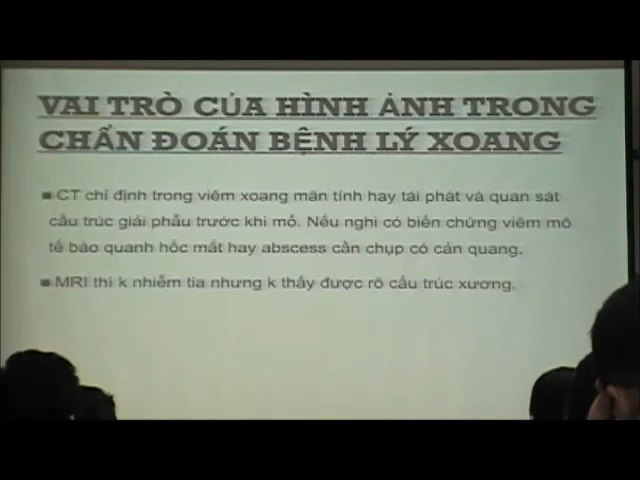 VAI TRÒ CỦA HÌNH ẢNH TRONG
CHẨN ĐOÁN BỆNH LÝ XOANG
CT chỉ định trong viêm xoang mãn tính hay tái phát và quan sát
cấu trúc giải phẫu trước khi mổ. Nếu nghi có biến chứng viêm mô
tế bào quanh hốc mắt hay abscess cần chụp có cản quang.
MRI thì k nhiễm tia nhưng k thấy được rõ cấu trúc xương.